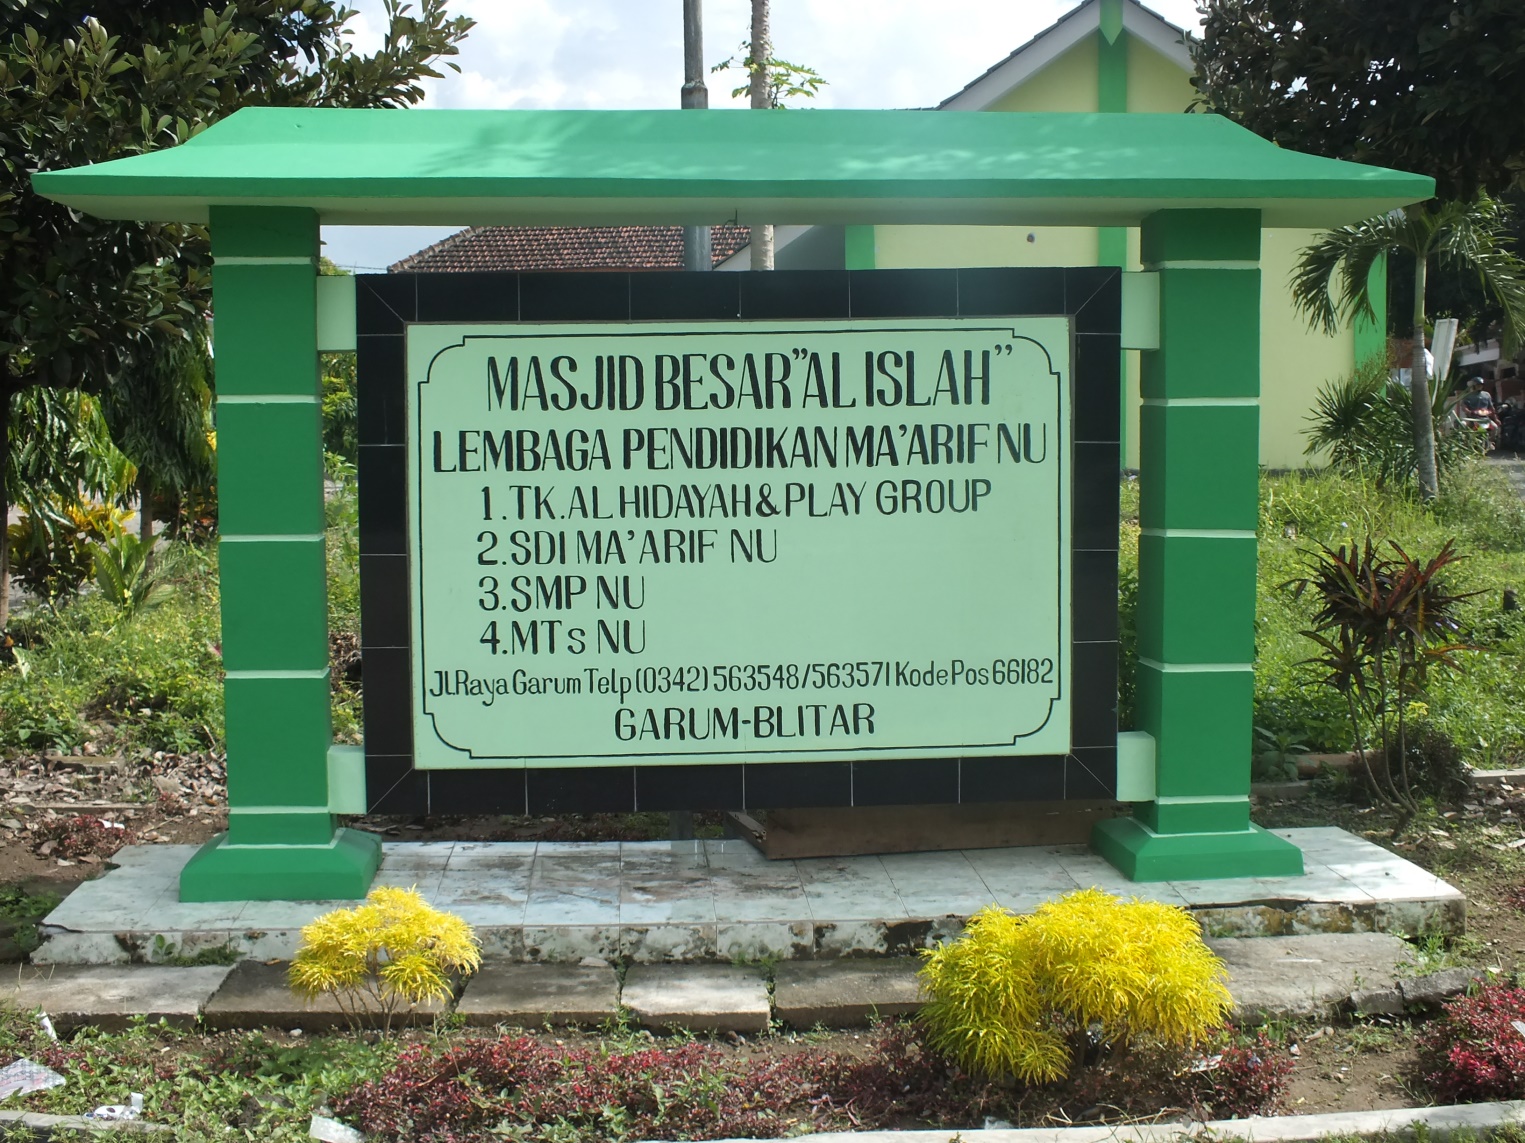 MASJID BESAR "AL ISLAH"
LEMBAGA PENDIDIKAN MA'ARIF NU
1. TK. AL HIDAYAH & PLAY GROUP
2. SDI MA'ARIF NU
3. SMP NU
4. MTs NU
Jl. Raya Garum Telp (0342) 563548/563571 Kode Pos 66182
GARUM-BLITAR